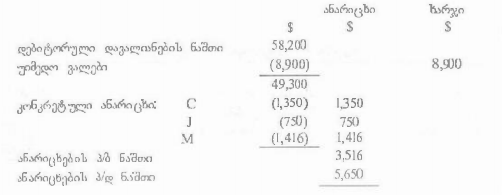 ანარიცხი ხარჯი
$ $ $
დებიტორული დავალიანების ნაშთი 58,200
უიმედო ვალები (8,900) 8,900
49,300
კონკრეტული ანარიცხი: C (1,350) 1,350
J (750) 750
M (1,416) 1,416
ანარიცხების პ/ბ ნაშთი 3,516
ანარიცხების პ/დ ნაშთი 5,650